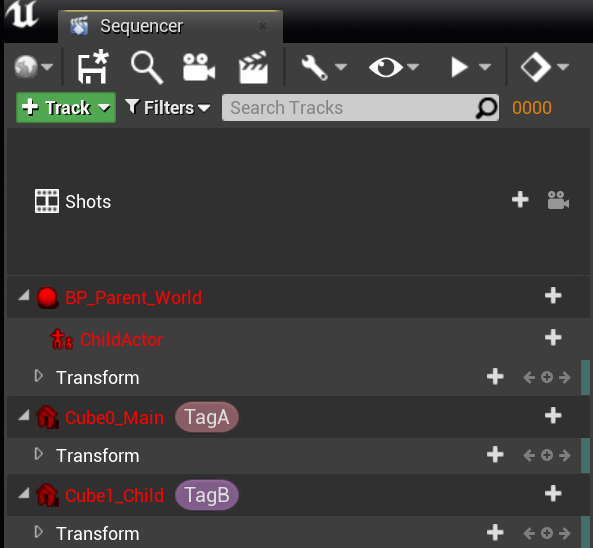 Sequencer
Track Filters Search Tracks 0000
Shots
BP_Parent_World
ChildActor
Transform
Cube0_Main TagA
Transform
Cube1_Child TagB
Transform